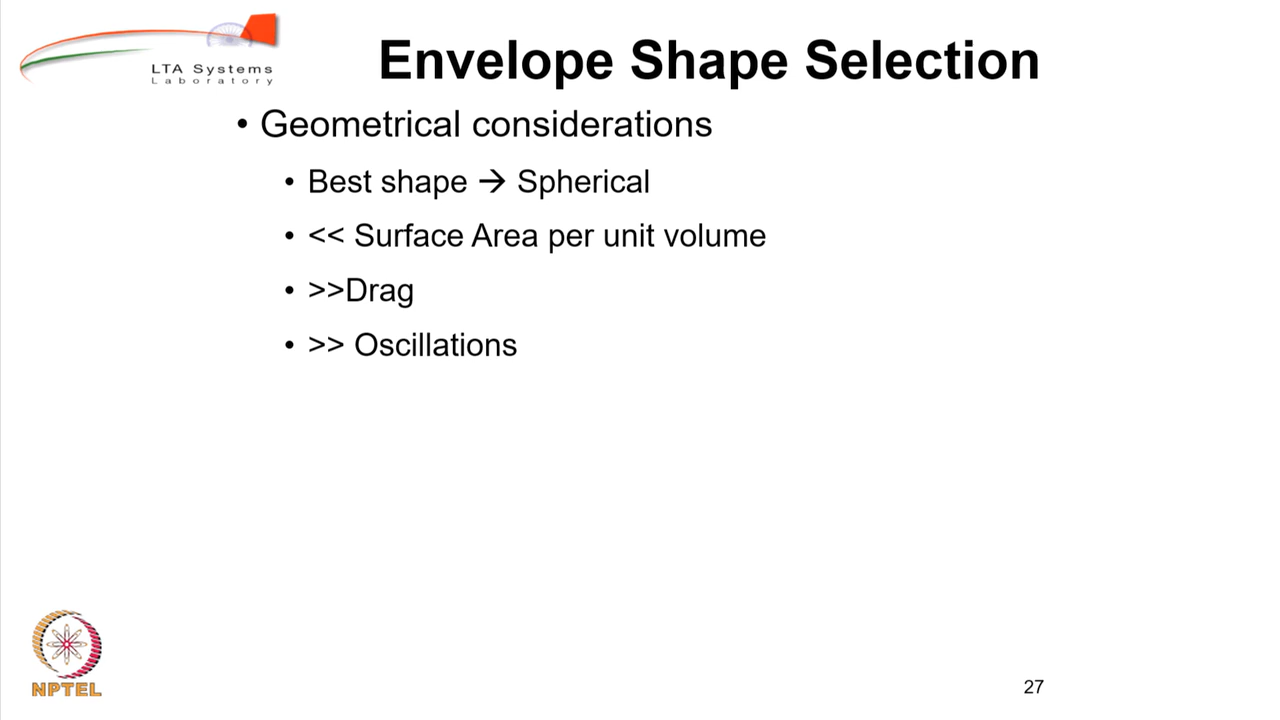 LTA Systems
Laboratory
Envelope Shape Selection
• Geometrical considerations
• Best shape → Spherical
• << Surface Area per unit volume
• >>Drag
• >> Oscillations
NPTEL
27